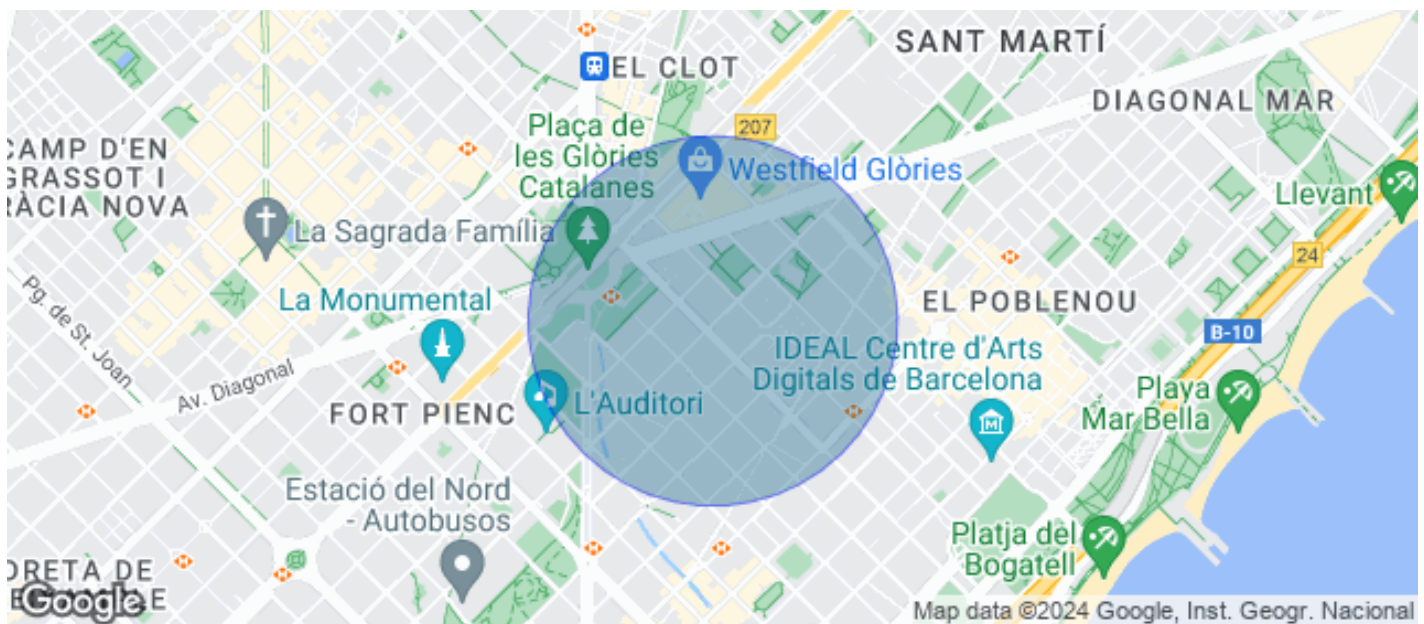 SANT MARTÍ
EL CLOT
DIAGONAL MAR
207
Plaça de
les Glòries
Catalanes
Westfield Glòries
CAMP D'EN
GRASSOT I
RÀCIA NOVA
Llevant
La Sagrada Família
24
La Monumental
EL POBLENOU
Pg. de St. Joan
B-10
IDEAL Centre d'Arts
Digitals de Barcelona
Av. Diagonal
Playa
Mar Bella
L'Auditori
FORT PIENC
Estació del Nord
- Autobusos
Platja del
Bogatell
DRETA DE
Google
Map data ©2024 Google, Inst. Geogr. Nacional